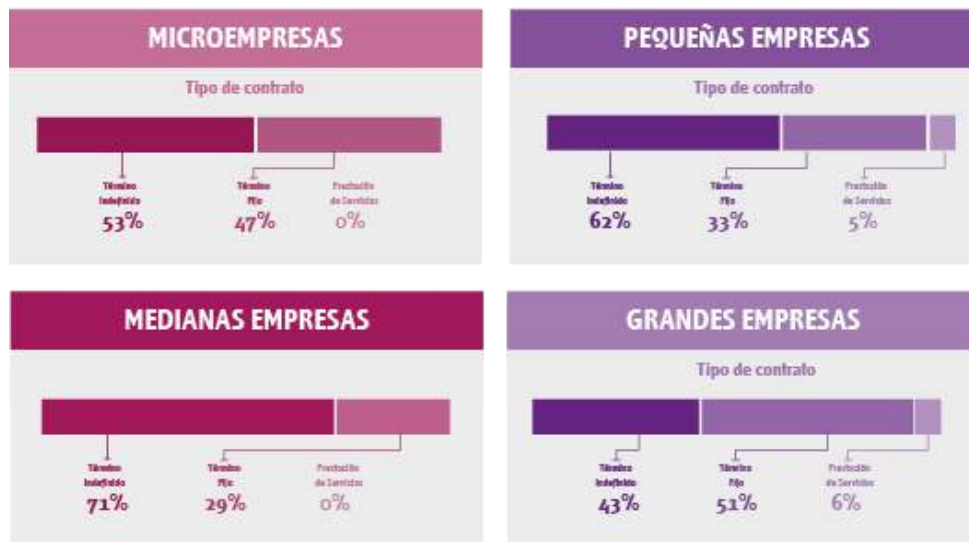 MICROEMPRESAS
Tipo de contrato
Término Indefinido
53%
Término Fijo
47%
Prestación de Servicios
0%
PEQUEÑAS EMPRESAS
Tipo de contrato
Término Indefinido
62%
Término Fijo
33%
Prestación de Servicios
5%
MEDIANAS EMPRESAS
Término Indefinido
71%
Término Fijo
29%
Prestación de Servicios
0%
GRANDES EMPRESAS
Tipo de contrato
Término Indefinido
43%
Término Fijo
51%
Prestación de Servicios
6%